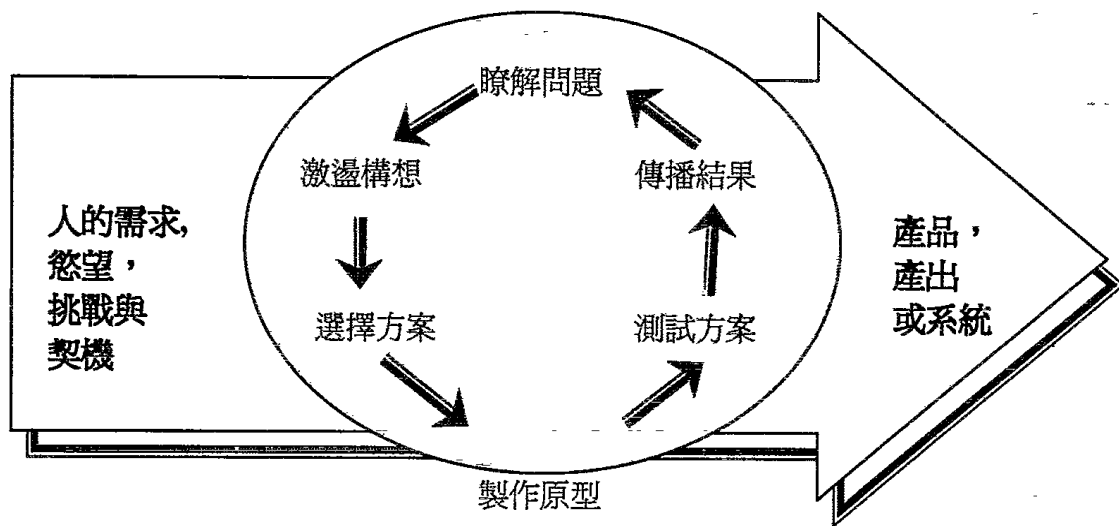 瞭解問題
激盪構想
傳播結果
人的需求,
慾望，
挑戰與
契機
產品，
產出
或系統
選擇方案
測試方案
製作原型